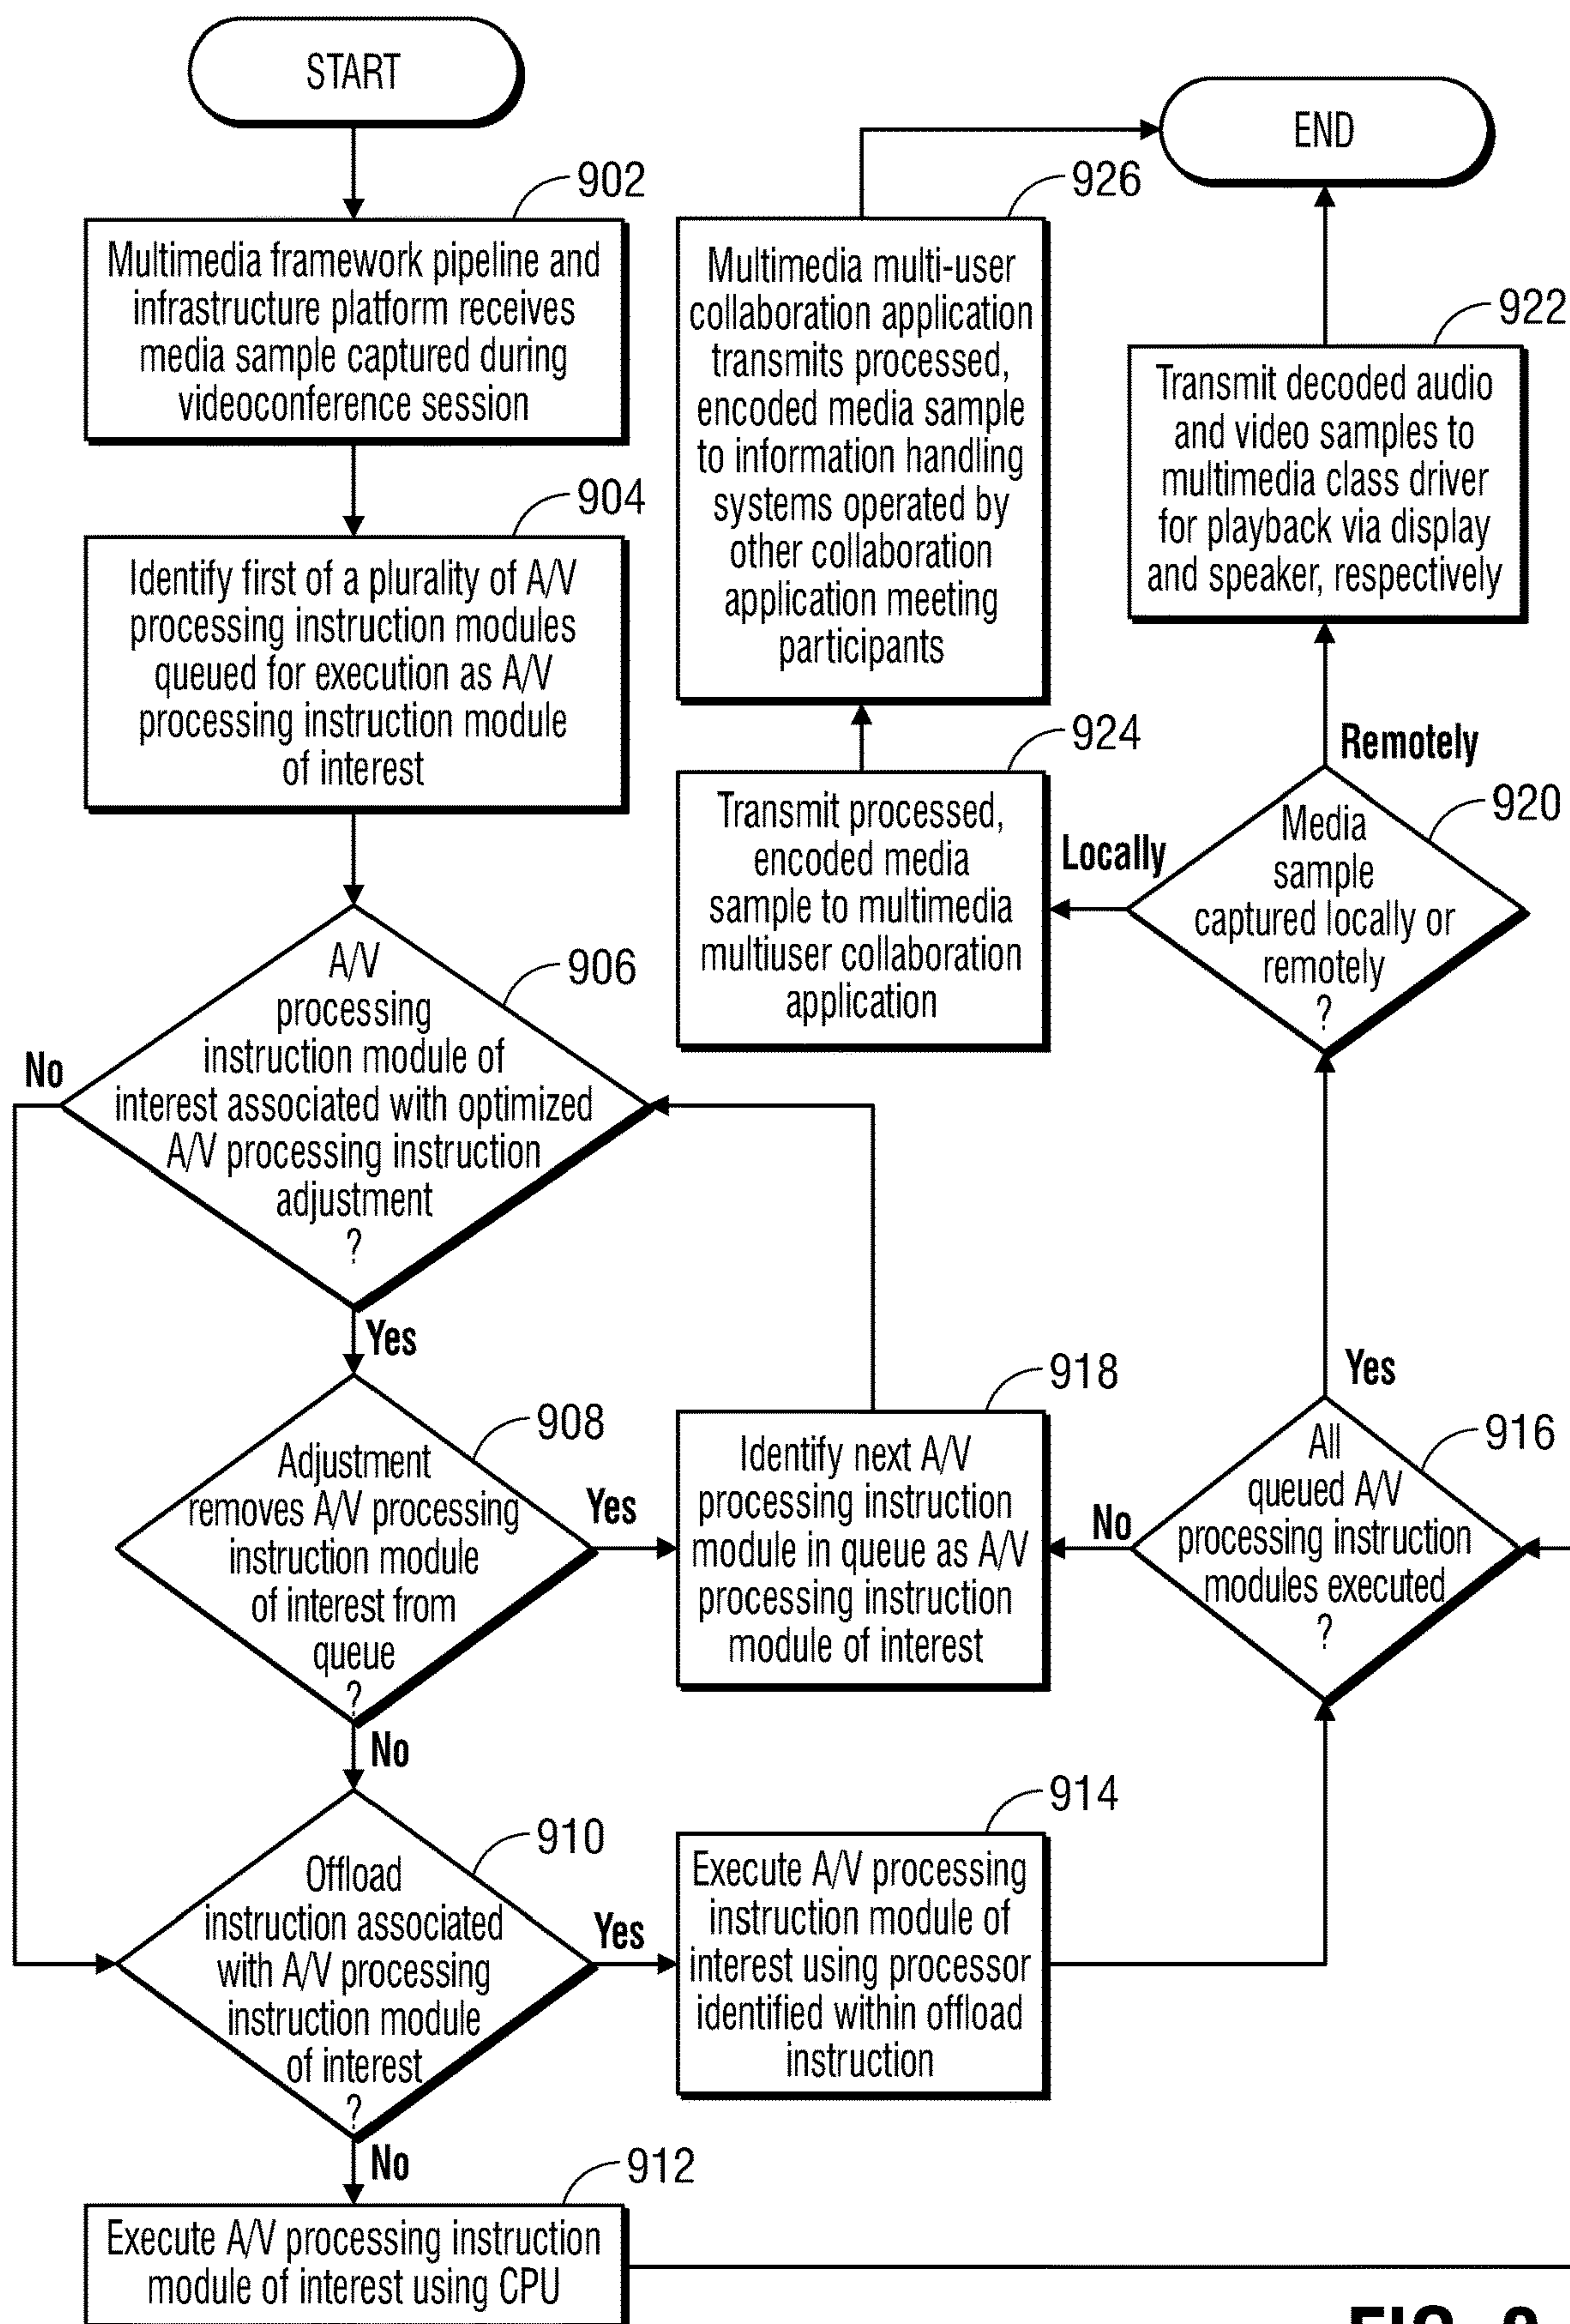 START
902
Multimedia framework pipeline and
infrastructure platform receives
media sample captured during
videoconference session
904
Identify first of a plurality of A/V
processing instruction modules
queued for execution as A/V
processing instruction module
of interest
906
A/V
processing
instruction module of
interest associated with optimized
A/V processing instruction
adjustment
?
No
Yes
908
Adjustment
removes A/V processing
instruction module
of interest from
queue
?
Yes
No
910
Offload
instruction associated
with A/V processing
instruction module
of interest
?
Yes
No
912
Execute A/V processing instruction
module of interest using CPU
914
Execute A/V processing
instruction module of
interest using processor
identified within offload
instruction
916
All
queued A/V
processing instruction
modules executed
?
No
Yes
918
Identify next A/V
processing instruction
module in queue as A/V
processing instruction
module of interest
920
Media
sample
captured locally or
remotely
?
Locally
Remotely
922
Transmit decoded audio
and video samples to
multimedia class driver
for playback via display
and speaker, respectively
924
Transmit processed,
encoded media
sample to multimedia
multiuser collaboration
application
926
Multimedia multi-user
collaboration application
transmits processed,
encoded media sample
to information handling
systems operated by
other collaboration
application meeting
participants
END